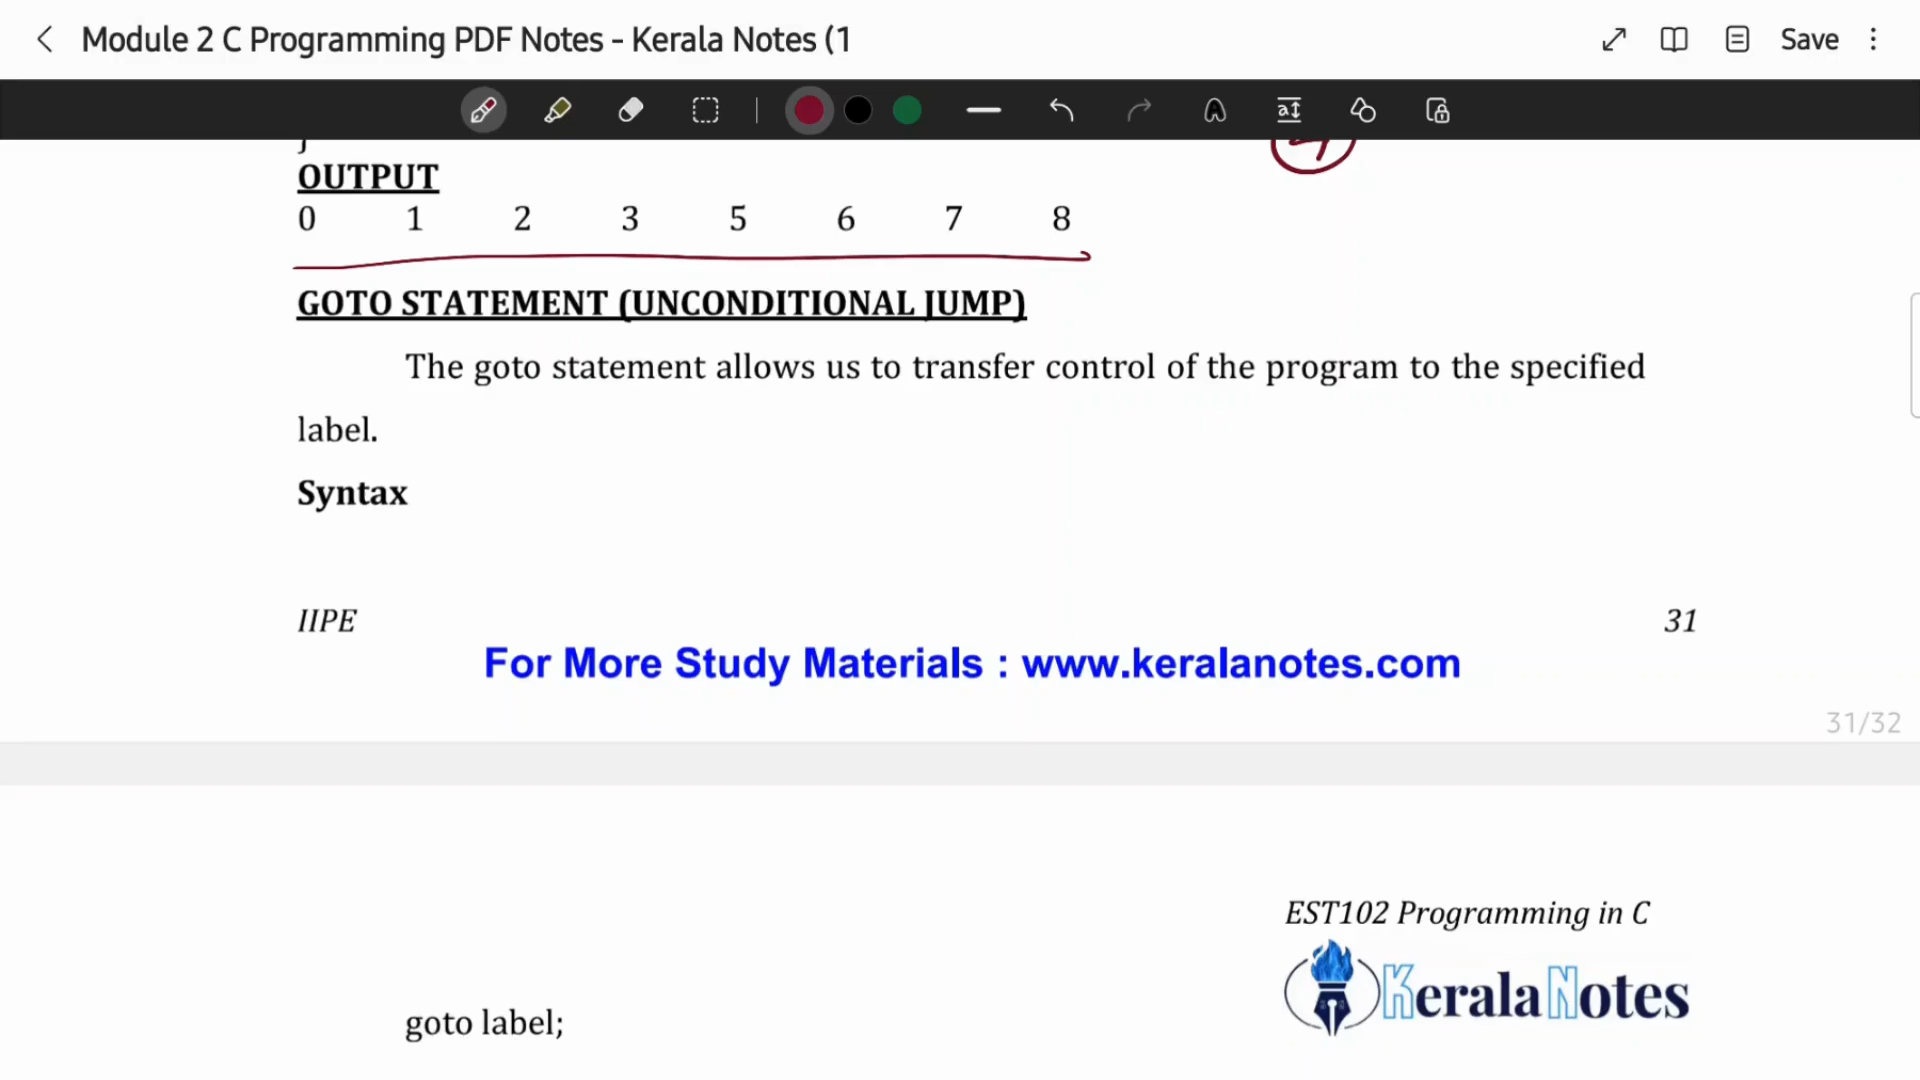 Module 2 C Programming PDF Notes - Kerala Notes (1
Save
OUTPUT
0 1 2 3 5 6 7 8
GOTO STATEMENT (UNCONDITIONAL JUMP)
The goto statement allows us to transfer control of the program to the specified
label.
Syntax
IIPE 31
For More Study Materials : www.keralanotes.com
31/32
EST102 Programming in C
KeralaNotes
goto label;